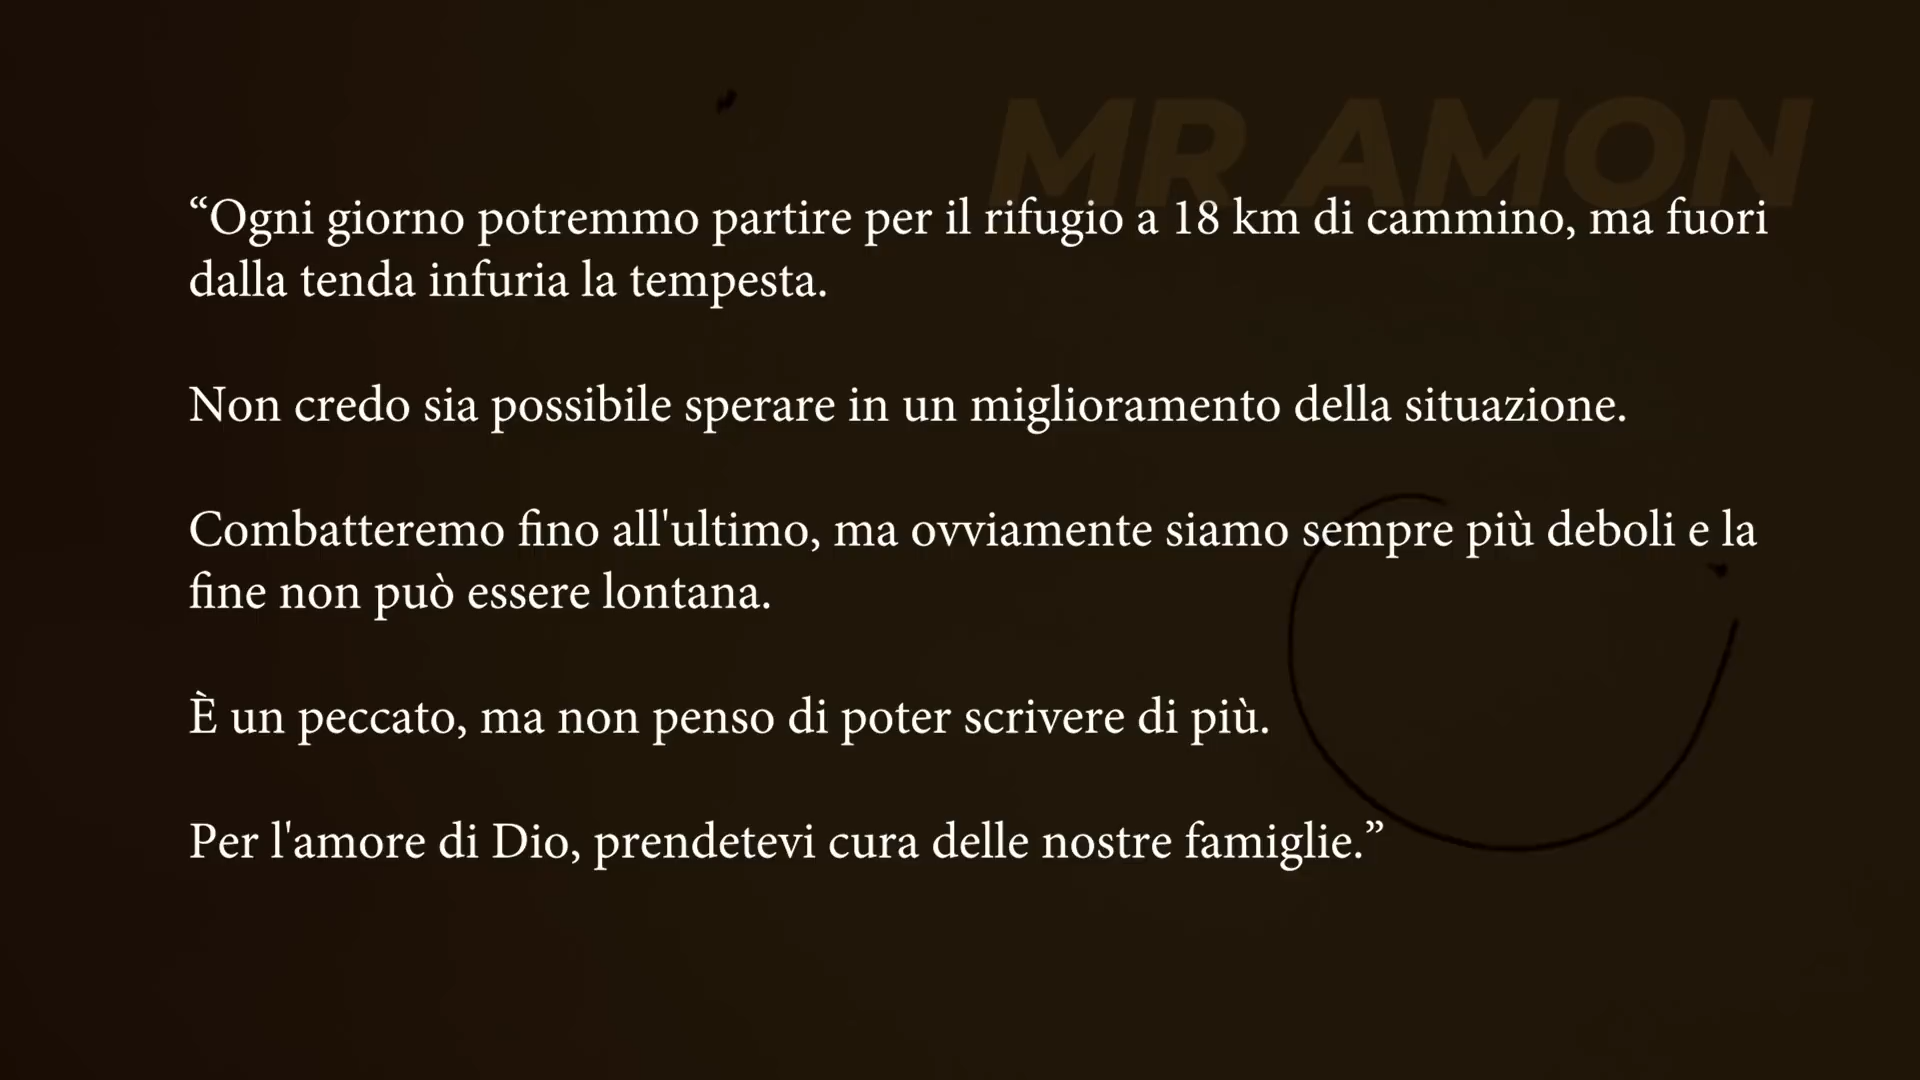 MR AMON
“Ogni giorno potremmo partire per il rifugio a 18 km di cammino, ma fuori
dalla tenda infuria la tempesta.
Non credo sia possibile sperare in un miglioramento della situazione.
Combatteremo fino all'ultimo, ma ovviamente siamo sempre più deboli e la
fine non può essere lontana.
È un peccato, ma non penso di poter scrivere di più.
Per l'amore di Dio, prendetevi cura delle nostre famiglie.”